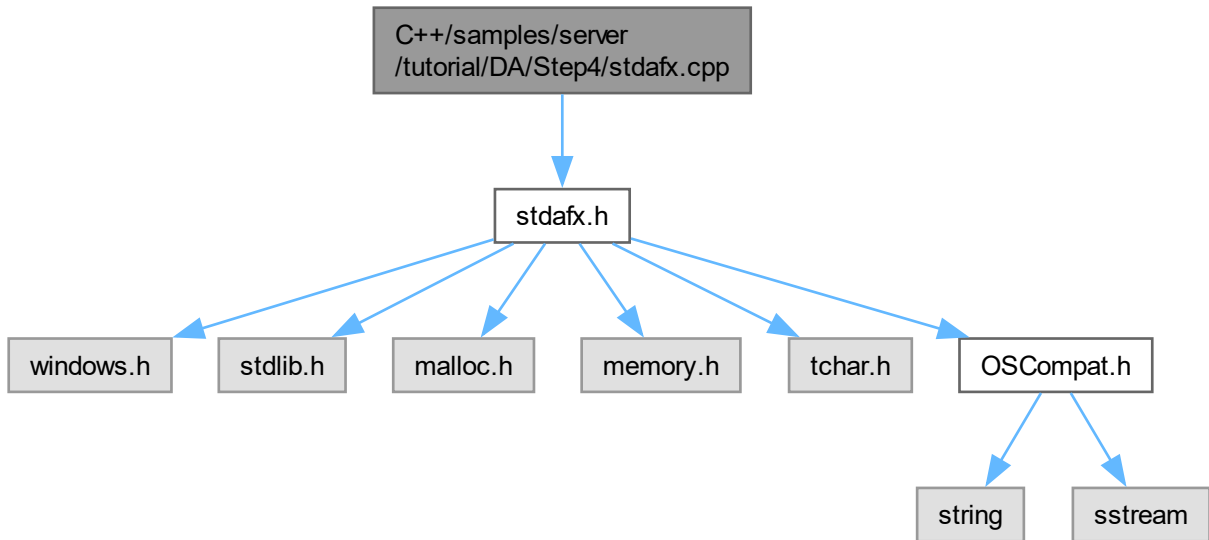 C++/samples/server
/tutorial/DA/Step4/stdafx.cpp
stdafx.h
windows.h
stdlib.h
malloc.h
memory.h
tchar.h
OSCompat.h
string
sstream